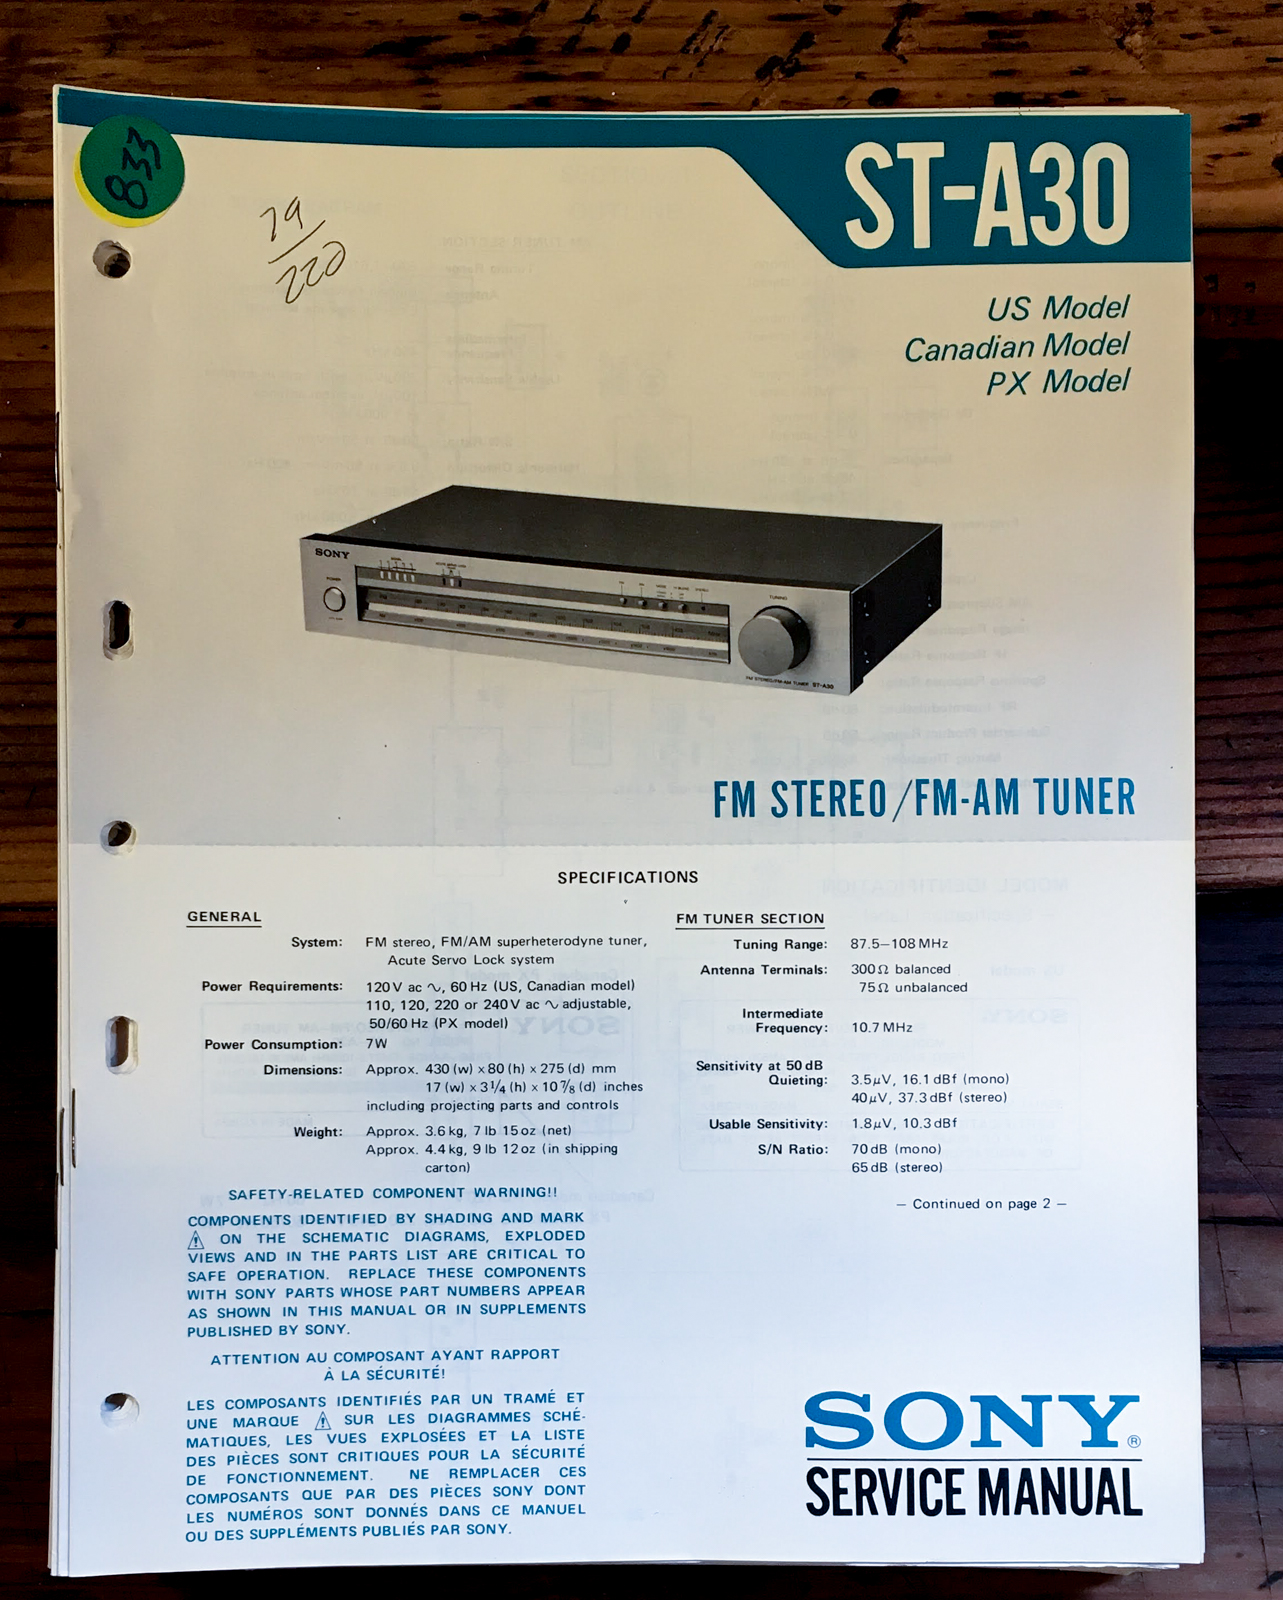 833
19
220
ST-A30
US Model
Canadian Model
PX Model
SONY
POWER
TUNING
FM STEREO/FM-AM TUNER ST-A30
FM STEREO/FM-AM TUNER
SPECIFICATIONS
GENERAL
System: FM stereo, FM/AM superheterodyne tuner,
Acute Servo Lock system
Power Requirements: 120 V ac ∿, 60 Hz (US, Canadian model)
110, 120, 220 or 240 V ac ∿ adjustable,
50/60 Hz (PX model)
Power Consumption: 7W
Dimensions: Approx. 430 (w) x 80 (h) x 275 (d) mm
17 (w) x 3 1/4 (h) x 10 7/8 (d) inches
including projecting parts and controls
Weight: Approx. 3.6 kg, 7 lb 15 oz (net)
Approx. 4.4 kg, 9 lb 12 oz (in shipping
carton)
SAFETY-RELATED COMPONENT WARNING!!
COMPONENTS IDENTIFIED BY SHADING AND MARK
⚠ ON THE SCHEMATIC DIAGRAMS, EXPLODED
VIEWS AND IN THE PARTS LIST ARE CRITICAL TO
SAFE OPERATION. REPLACE THESE COMPONENTS
WITH SONY PARTS WHOSE PART NUMBERS APPEAR
AS SHOWN IN THIS MANUAL OR IN SUPPLEMENTS
PUBLISHED BY SONY.
ATTENTION AU COMPOSANT AYANT RAPPORT
À LA SÉCURITÉ!
LES COMPOSANTS IDENTIFIÉS PAR UN TRAMÉ ET
UNE MARQUE ⚠ SUR LES DIAGRAMMES SCHÉ-
MATIQUES, LES VUES EXPLOSÉES ET LA LISTE
DES PIÈCES SONT CRITIQUES POUR LA SÉCURITÉ
DE FONCTIONNEMENT. NE REMPLACER CES
COMPOSANTS QUE PAR DES PIÈCES SONY DONT
LES NUMÉROS SONT DONNÉS DANS CE MANUEL
OU DES SUPPLÉMENTS PUBLIÉS PAR SONY.
FM TUNER SECTION
Tuning Range: 87.5–108 MHz
Antenna Terminals: 300 Ω balanced
75 Ω unbalanced
Intermediate
Frequency: 10.7 MHz
Sensitivity at 50 dB
Quieting: 3.5 µV, 16.1 dBf (mono)
40 µV, 37.3 dBf (stereo)
Usable Sensitivity: 1.8 µV, 10.3 dBf
S/N Ratio: 70 dB (mono)
65 dB (stereo)
— Continued on page 2 —
SONY®
SERVICE MANUAL